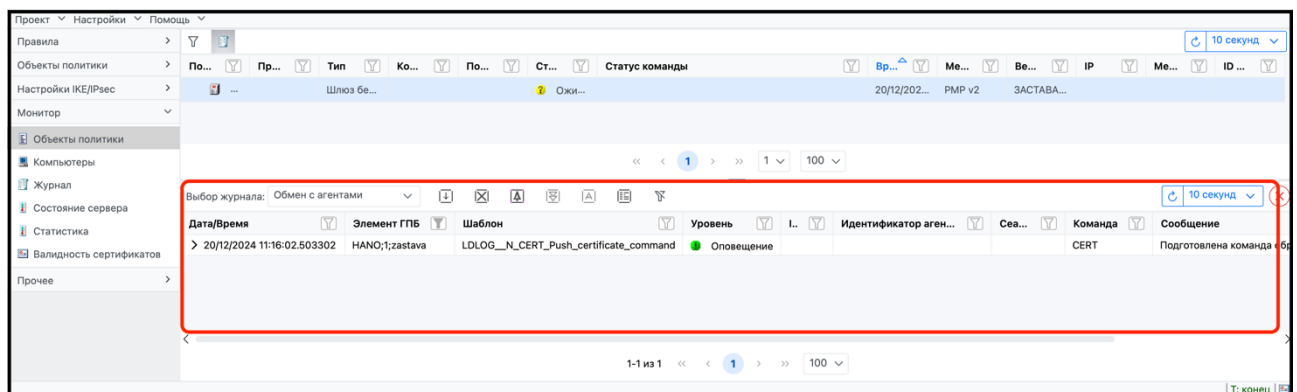 Проект Настройки Помощь
Правила
10 секунд
Объекты политики
По... Пр... Тип Ко... По... Ст... Статус команды Вр... Ме... Ве... IP Ме... ID ...
Настройки IKE/IPsec
... Шлюз бе... Ожи... 20/12/202... PMP v2 ЗАСТАВА...
Монитор
Объекты политики
Компьютеры
<< < 1 > >> 1 100
Журнал
Выбор журнала: Обмен с агентами 10 секунд
Состояние сервера
Дата/Время Элемент ГПБ Шаблон Уровень I.. Идентификатор аген... Сеа... Команда Сообщение
Статистика
> 20/12/2024 11:16:02.503302 HANO;1;zastava LDLOG__N_CERT_Push_certificate_command Оповещение CERT Подготовлена команда
Валидность сертификатов
Прочее
1-1 из 1 << < 1 > >> 100
Т: конец